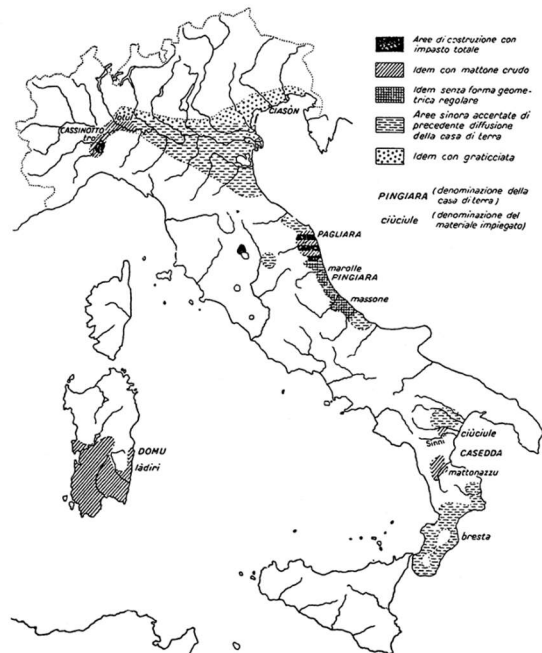 Aree di costruzione con
impasto totale
Idem con mattone crudo
Idem senza forma geome-
trica regolare
Aree sinora accertate di
precedente diffusione
della casa di terra
Idem con graticciata
PINGIARA (denominazione della
casa di terra)
ciùciule (denominazione del
materiale impiegato)
CIASÓN
CASSINOTTO
PAGLIARA
marolle
PINGIARA
massone
DOMU
làdiri
ciùciule
Sinni
CASEDDA
mattonazzu
bresta